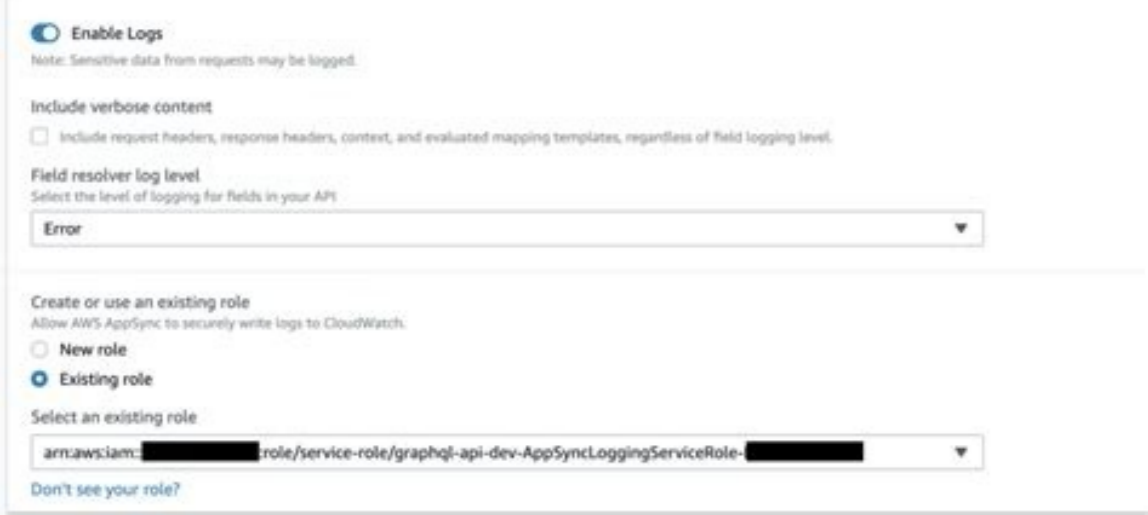 Enable Logs
Note: Sensitive data from requests may be logged.
Include verbose content
Include request headers, response headers, context, and evaluated mapping templates, regardless of field logging level.
Field resolver log level
Select the level of logging for fields in your API
Error
Create or use an existing role
Allow AWS AppSync to securely write logs to CloudWatch.
New role
Existing role
Select an existing role
arn:aws:iam:: :role/service-role/graphql-api-dev-AppSyncLoggingServiceRole-
Don't see your role?